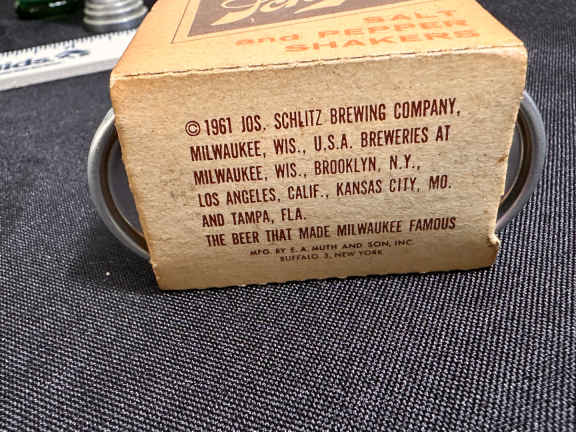 SALT
and PEPPER
SHAKERS
© 1961 JOS. SCHLITZ BREWING COMPANY,
MILWAUKEE, WIS., U.S.A. BREWERIES AT
MILWAUKEE, WIS., BROOKLYN, N.Y.,
LOS ANGELES, CALIF., KANSAS CITY, MO.
AND TAMPA, FLA.
THE BEER THAT MADE MILWAUKEE FAMOUS
MFG. BY E. A. MUTH AND SON, INC.
BUFFALO 3, NEW YORK